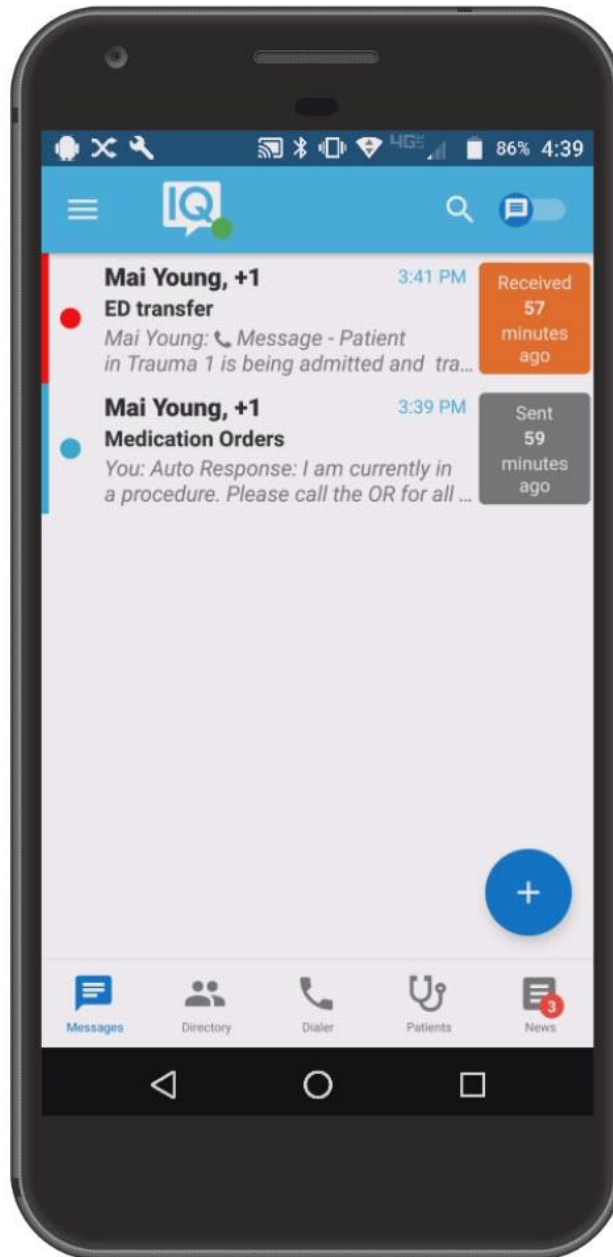 4G
86% 4:39
IQ
Mai Young, +1
3:41 PM
ED transfer
Mai Young: Message - Patient
in Trauma 1 is being admitted and tra...
Received
57
minutes
ago
Mai Young, +1
3:39 PM
Medication Orders
You: Auto Response: I am currently in
a procedure. Please call the OR for all ...
Sent
59
minutes
ago
+
Messages
Directory
Dialer
Patients
News
3